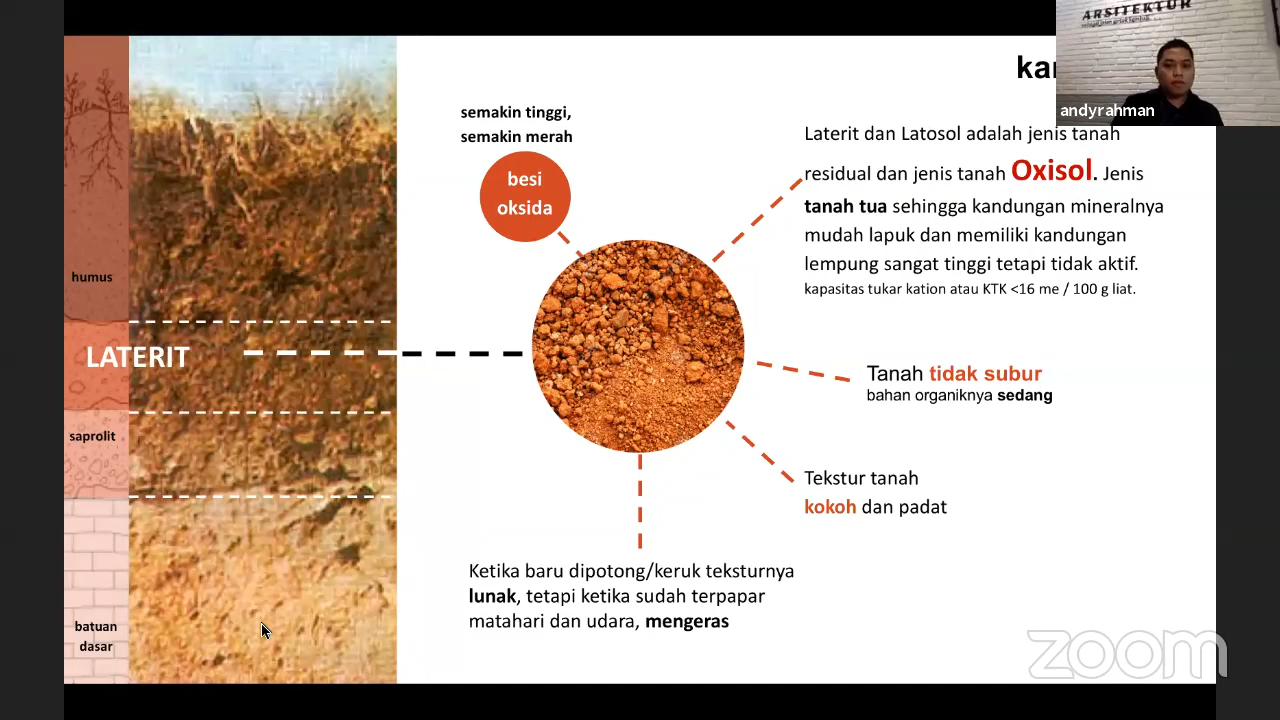 ARSITEKTUR
andyrahman
semakin tinggi,
semakin merah
besi
oksida
Laterit dan Latosol adalah jenis tanah
residual dan jenis tanah Oxisol. Jenis
tanah tua sehingga kandungan mineralnya
mudah lapuk dan memiliki kandungan
lempung sangat tinggi tetapi tidak aktif.
kapasitas tukar kation atau KTK <16 me / 100 g liat.
humus
LATERIT
saprolit
batuan
dasar
Tanah tidak subur
bahan organiknya sedang
Tekstur tanah
kokoh dan padat
Ketika baru dipotong/keruk teksturnya
lunak, tetapi ketika sudah terpapar
matahari dan udara, mengeras
zoom